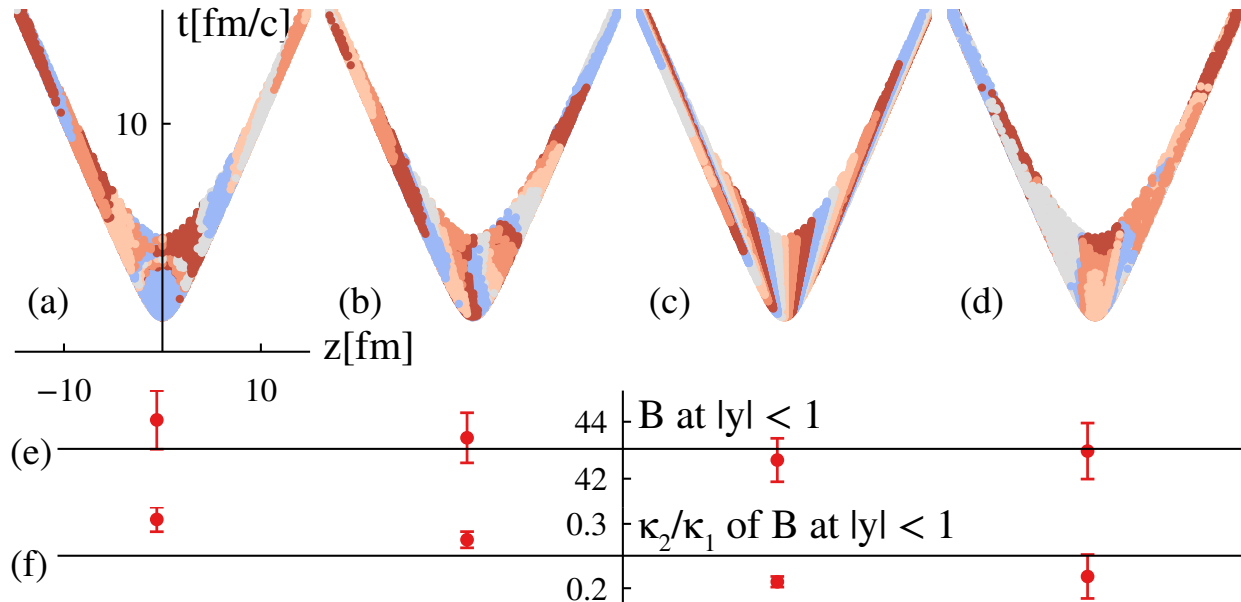 t[fm/c]
10
(a)
(b)
(c)
(d)
z[fm]
−10
10
44
B at |y| < 1
(e)
42
0.3
κ₂/κ₁ of B at |y| < 1
(f)
0.2